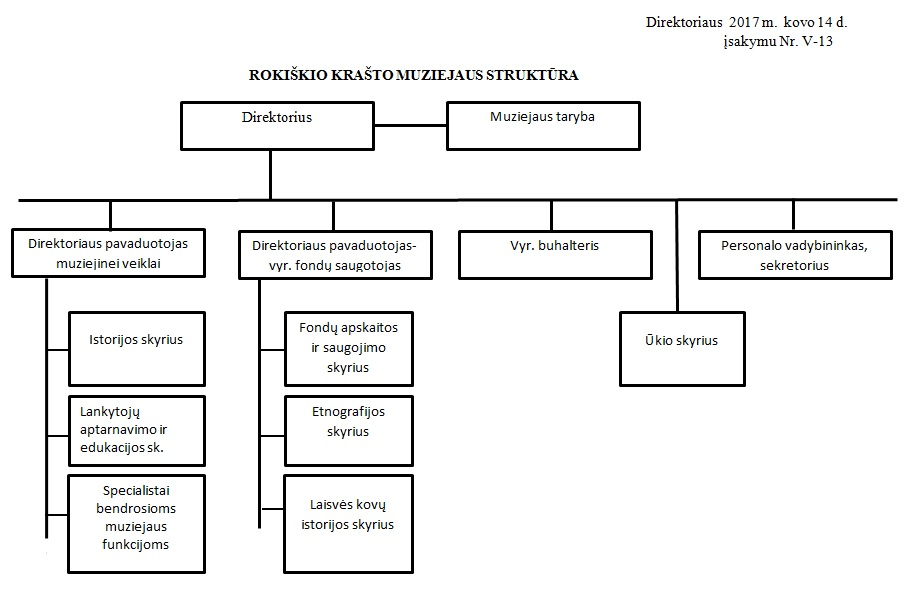 Direktoriaus 2017 m. kovo 14 d.
įsakymu Nr. V-13
ROKIŠKIO KRAŠTO MUZIEJAUS STRUKTŪRA
Direktorius
Muziejaus taryba
Direktoriaus pavaduotojas
muziejinei veiklai
Direktoriaus pavaduotojas-
vyr. fondų saugotojas
Vyr. buhalteris
Personalo vadybininkas,
sekretorius
Istorijos skyrius
Fondų apskaitos
ir saugojimo
skyrius
Ūkio skyrius
Lankytojų
aptarnavimo ir
edukacijos sk.
Etnografijos
skyrius
Specialistai
bendrosioms
muziejaus
funkcijoms
Laisvės kovų
istorijos skyrius